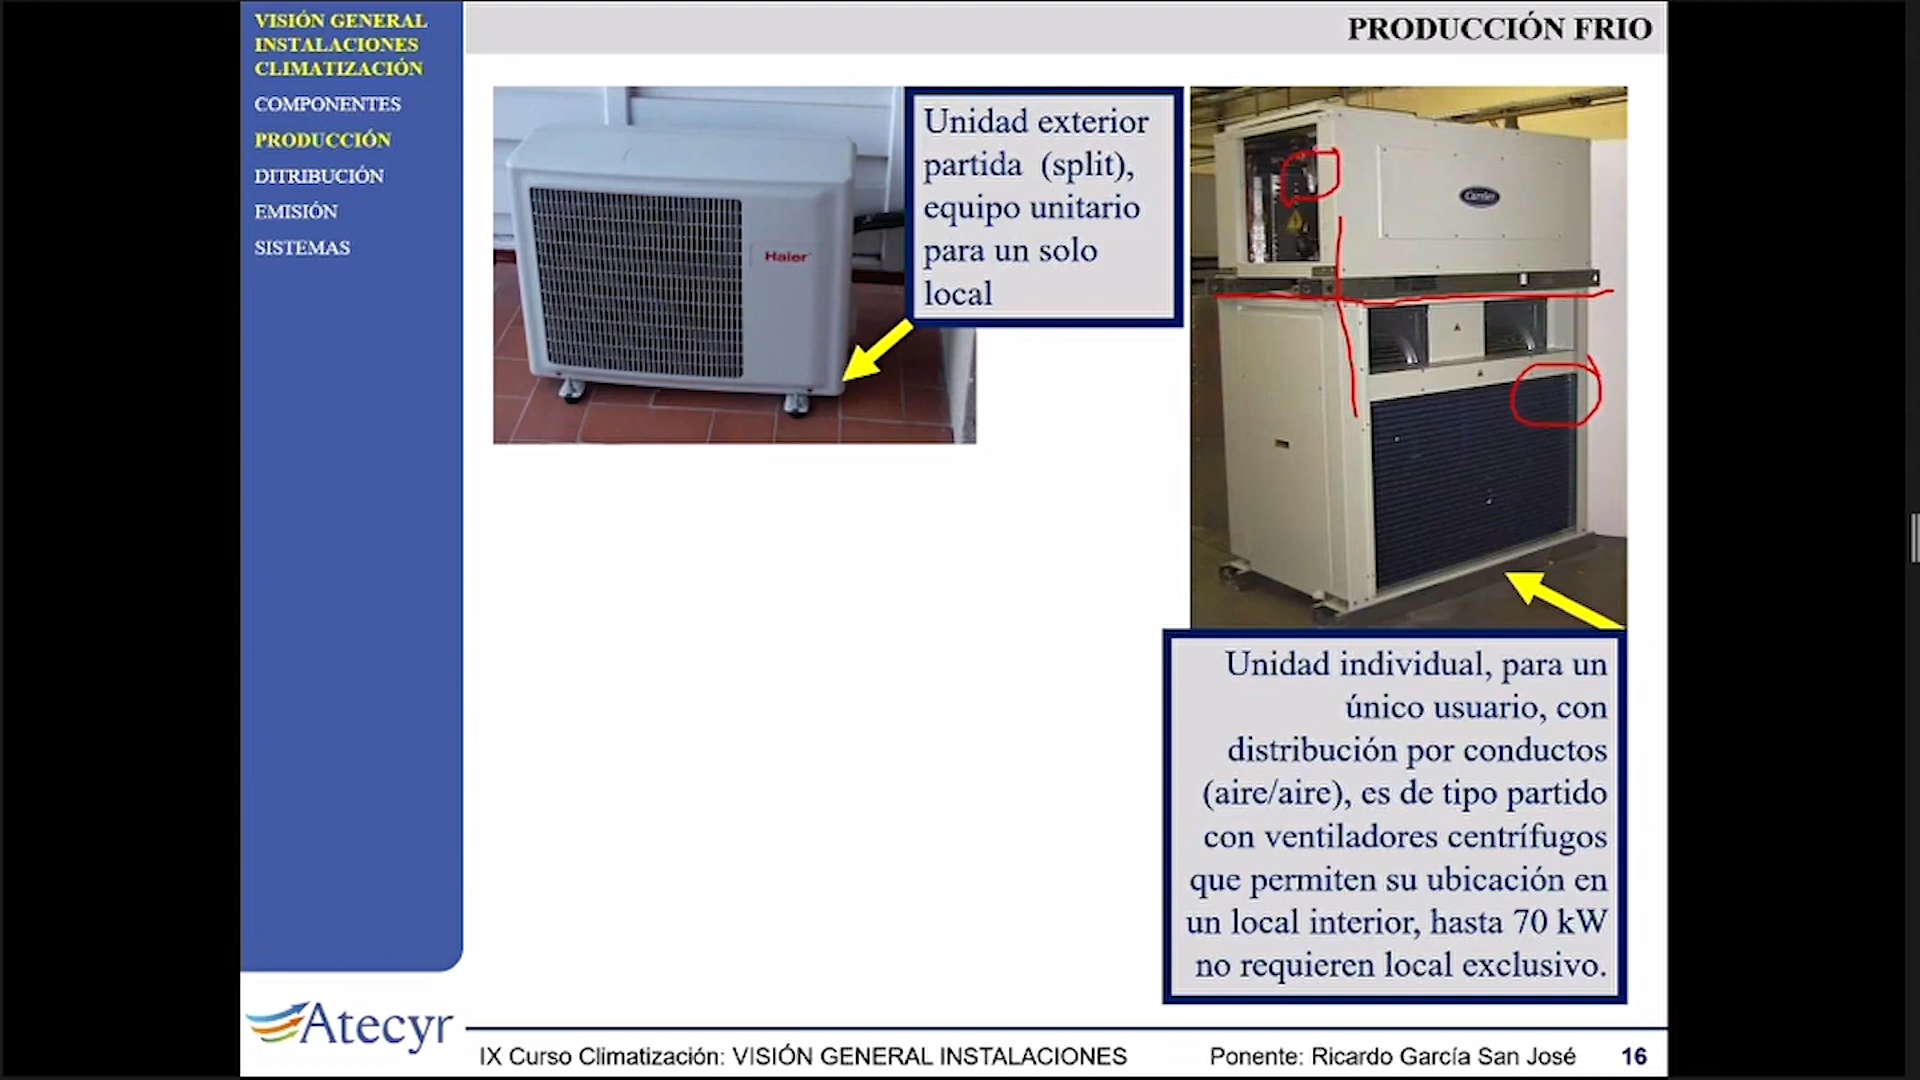 VISIÓN GENERAL
INSTALACIONES
CLIMATIZACIÓN
COMPONENTES
PRODUCCIÓN
DITRIBUCIÓN
EMISIÓN
SISTEMAS
PRODUCCIÓN FRIO
Haier
Unidad exterior
partida (split),
equipo unitario
para un solo
local
Carrier
Unidad individual, para un
único usuario, con
distribución por conductos
(aire/aire), es de tipo partido
con ventiladores centrífugos
que permiten su ubicación en
un local interior, hasta 70 kW
no requieren local exclusivo.
Atecyr
IX Curso Climatización: VISIÓN GENERAL INSTALACIONES
Ponente: Ricardo García San José
16